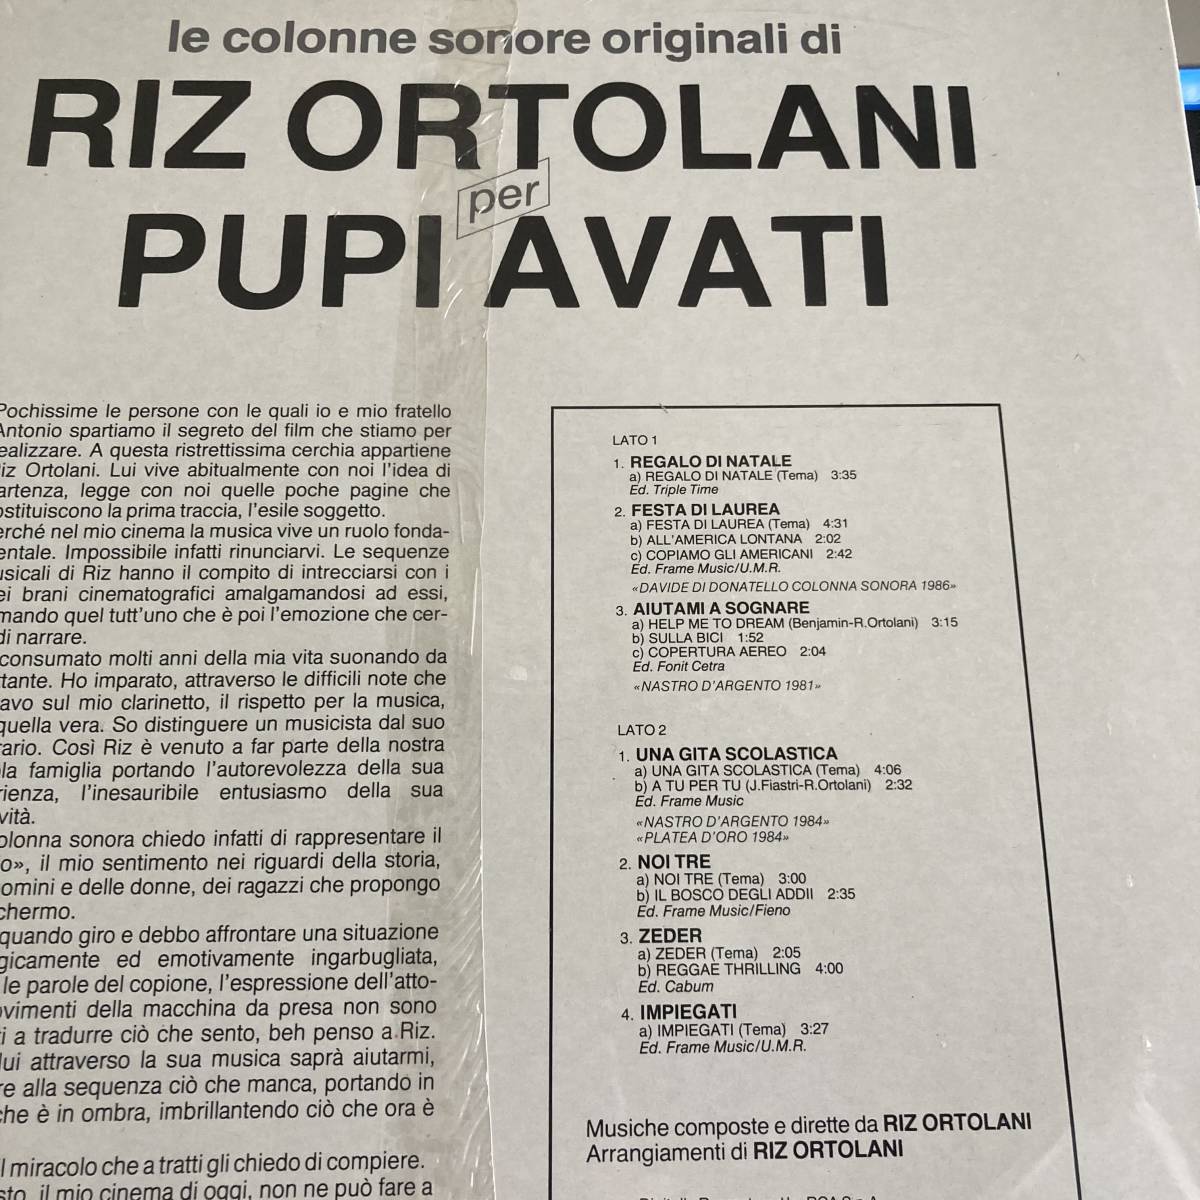 le colonne sonore originali di
RIZ ORTOLANI
per
PUPI AVATI
Pochissime le persone con le quali io e mio fratello
Antonio spartiamo il segreto del film che stiamo per
ealizzare. A questa ristrettissima cerchia appartiene
iz Ortolani. Lui vive abitualmente con noi l'idea di
artenza, legge con noi quelle poche pagine che
ostituiscono la prima traccia, l'esile soggetto.
erché nel mio cinema la musica vive un ruolo fonda-
entale. Impossibile infatti rinunciarvi. Le sequenze
usicali di Riz hanno il compito di intrecciarsi con i
ei brani cinematografici amalgamandosi ad essi,
mando quel tutt'uno che è poi l'emozione che cer-
di narrare.
consumato molti anni della mia vita suonando da
ttante. Ho imparato, attraverso le difficili note che
avo sul mio clarinetto, il rispetto per la musica,
quella vera. So distinguere un musicista dal suo
rario. Così Riz è venuto a far parte della nostra
la famiglia portando l'autorevolezza della sua
rienza, l'inesauribile entusiasmo della sua
vità.
olonna sonora chiedo infatti di rappresentare il
o», il mio sentimento nei riguardi della storia,
omini e delle donne, dei ragazzi che propongo
chermo.
quando giro e debbo affrontare una situazione
gicamente ed emotivamente ingarbugliata,
le parole del copione, l'espressione dell'atto-
ovimenti della macchina da presa non sono
ti a tradurre ciò che sento, beh penso a Riz.
lui attraverso la sua musica saprà aiutarmi,
re alla sequenza ciò che manca, portando in
che è in ombra, imbrillantendo ciò che ora è
il miracolo che a tratti gli chiedo di compiere.
sto, il mio cinema di oggi, non ne può fare a
LATO 1
1. REGALO DI NATALE
a) REGALO DI NATALE (Tema) 3:35
Ed. Triple Time
2. FESTA DI LAUREA
a) FESTA DI LAUREA (Tema) 4:31
b) ALL'AMERICA LONTANA 2:02
c) COPIAMO GLI AMERICANI 2:42
Ed. Frame Music/U.M.R.
«DAVIDE DI DONATELLO COLONNA SONORA 1986»
3. AIUTAMI A SOGNARE
a) HELP ME TO DREAM (Benjamin-R.Ortolani) 3:15
b) SULLA BICI 1:52
c) COPERTURA AEREO 2:04
Ed. Fonit Cetra
«NASTRO D'ARGENTO 1981»
LATO 2
1. UNA GITA SCOLASTICA
a) UNA GITA SCOLASTICA (Tema) 4:06
b) A TU PER TU (J.Fiastri-R.Ortolani) 2:32
Ed. Frame Music
«NASTRO D'ARGENTO 1984»
«PLATEA D'ORO 1984»
2. NOI TRE
a) NOI TRE (Tema) 3:00
b) IL BOSCO DEGLI ADDII 2:35
Ed. Frame Music/Fieno
3. ZEDER
a) ZEDER (Tema) 2:05
b) REGGAE THRILLING 4:00
Ed. Cabum
4. IMPIEGATI
a) IMPIEGATI (Tema) 3:27
Ed. Frame Music/U.M.R.
Musiche composte e dirette da RIZ ORTOLANI
Arrangiamenti di RIZ ORTOLANI